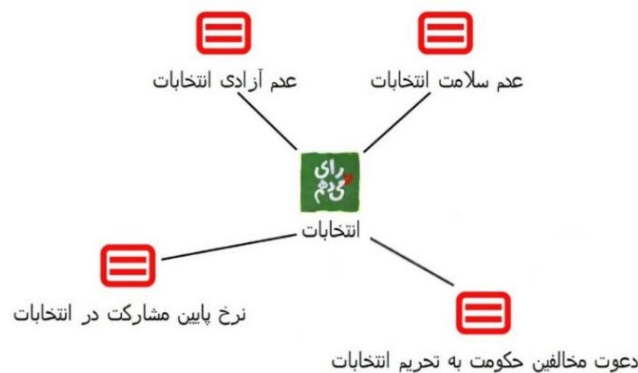 عدم سلامت انتخابات
عدم آزادی انتخابات
رای
می‌دهم
انتخابات
نرخ پایین مشارکت در انتخابات
دعوت مخالفین حکومت به تحریم انتخابات